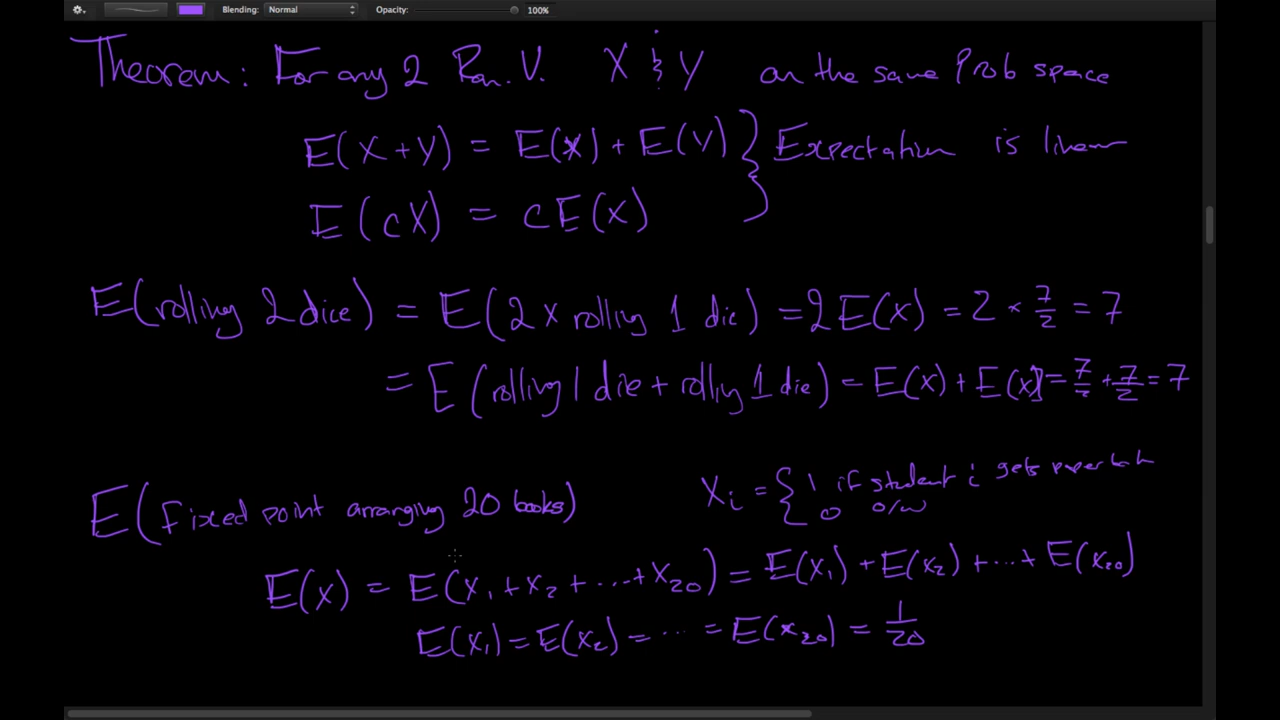 Blending: Normal Opacity: 100%
Theorem: For any 2 Ran. V. X & Y on the same Prob space
E(X+Y) = E(X) + E(Y) } Expectation is linear
E(cX) = cE(X)
E(rolling 2 dice) = E(2 x rolling 1 die) = 2E(X) = 2 × 7/2 = 7
= E(rolling 1 die + rolling 1 die) = E(X) + E(X) = 7/2 + 7/2 = 7
E(Fixed point arranging 20 books) Xi = { 1 if student i gets
0 o/w
E(X) = E(X1 + X2 + ... + X20) = E(X1) + E(X2) + ... + E(X20)
E(X1) = E(X2) = ... = E(X20) = 1/20